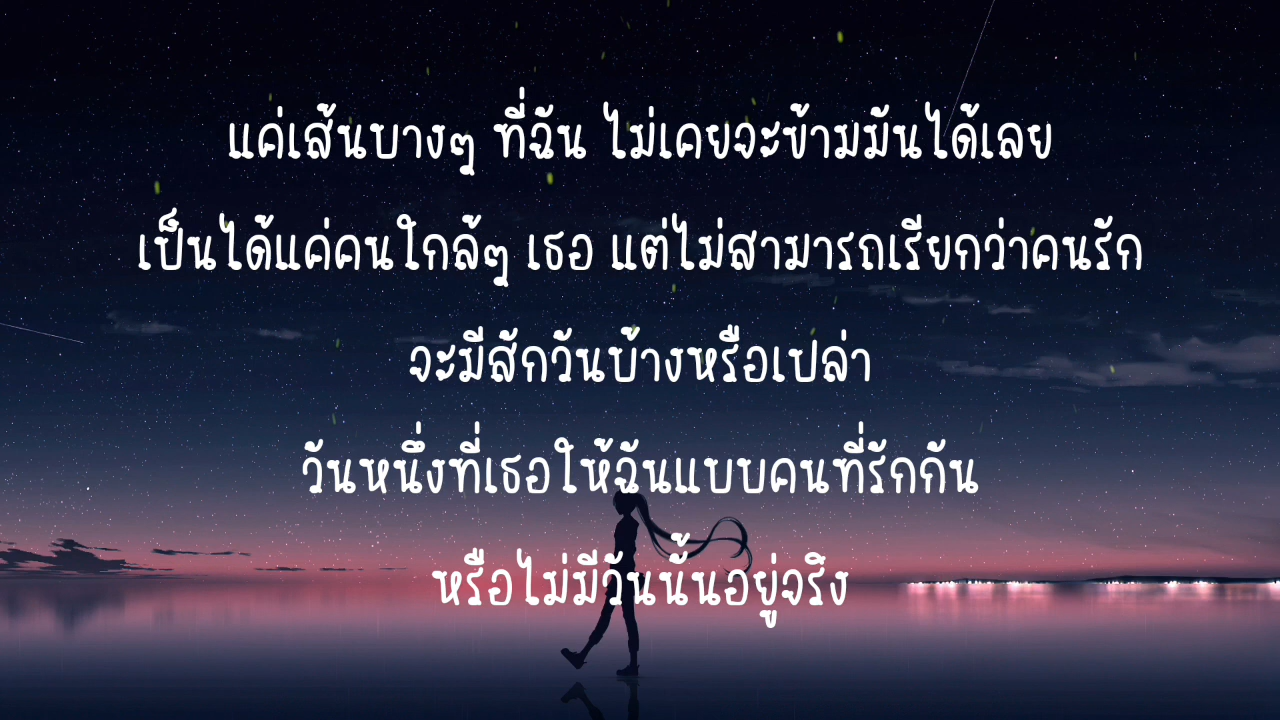 แค่เส้นบางๆ ที่ฉัน ไม่เคยจะข้ามมันได้เลย
เป็นได้แค่คนใกล้ๆ เธอ แต่ไม่สามารถเรียกว่าคนรัก
จะมีสักวันบ้างหรือเปล่า
วันหนึ่งที่เธอให้ฉันแบบคนที่รักกัน
หรือไม่มีวันนั้นอยู่จริง